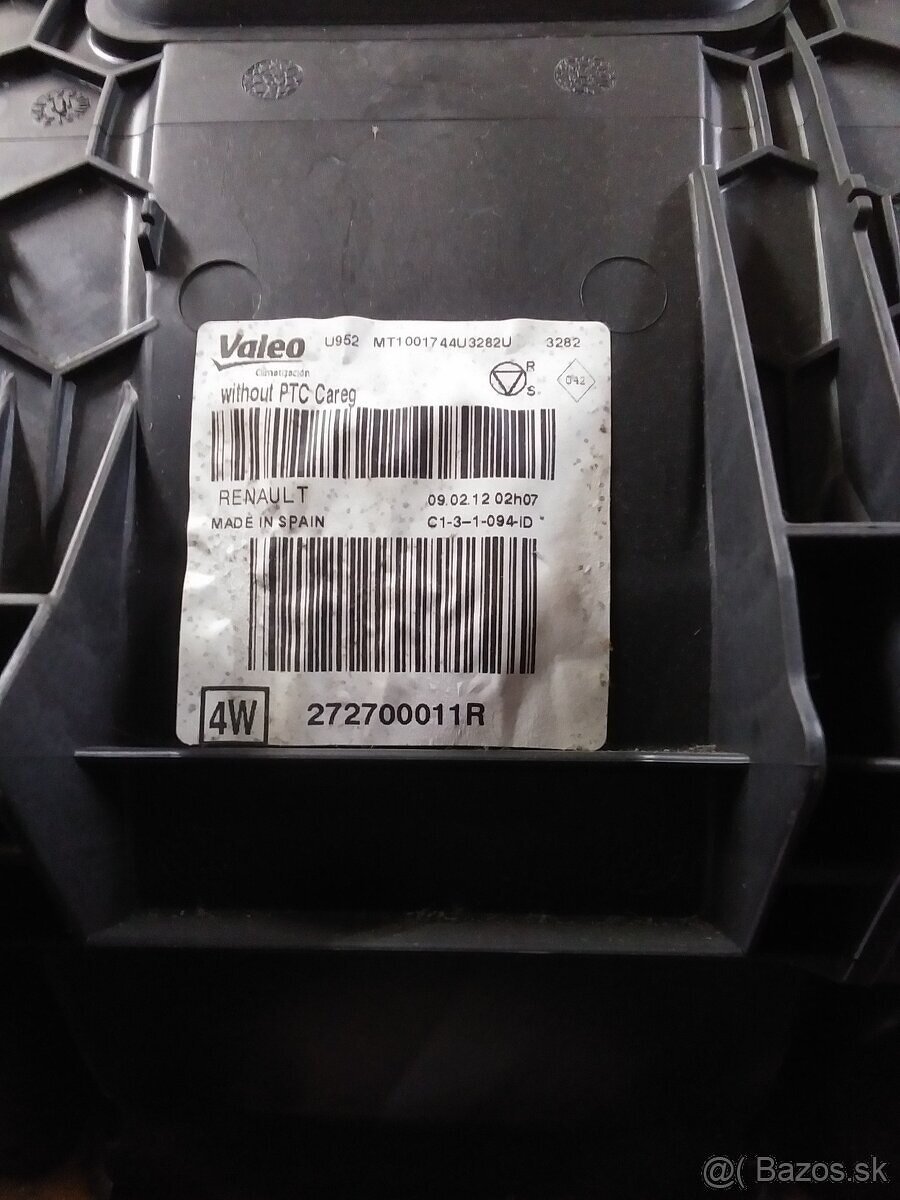 Valeo U952 MT1001744U3282U 3282
Climatización
without PTC Careg
R
S
042
RENAULT 09.02.12 02h07
MADE IN SPAIN C1-3-1-094-ID *
4W 272700011R
@( Bazos.sk